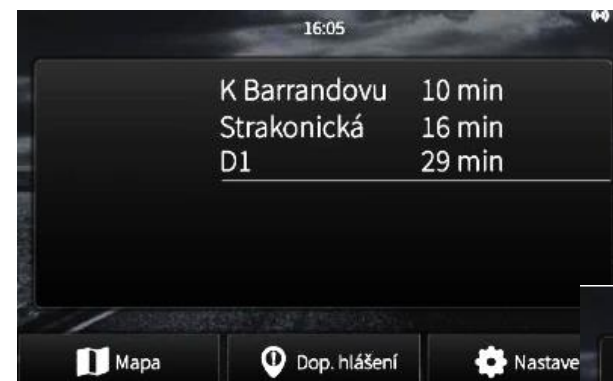 16:05
K Barrandovu 10 min
Strakonická 16 min
D1 29 min
Mapa Dop. hlášení Nastave